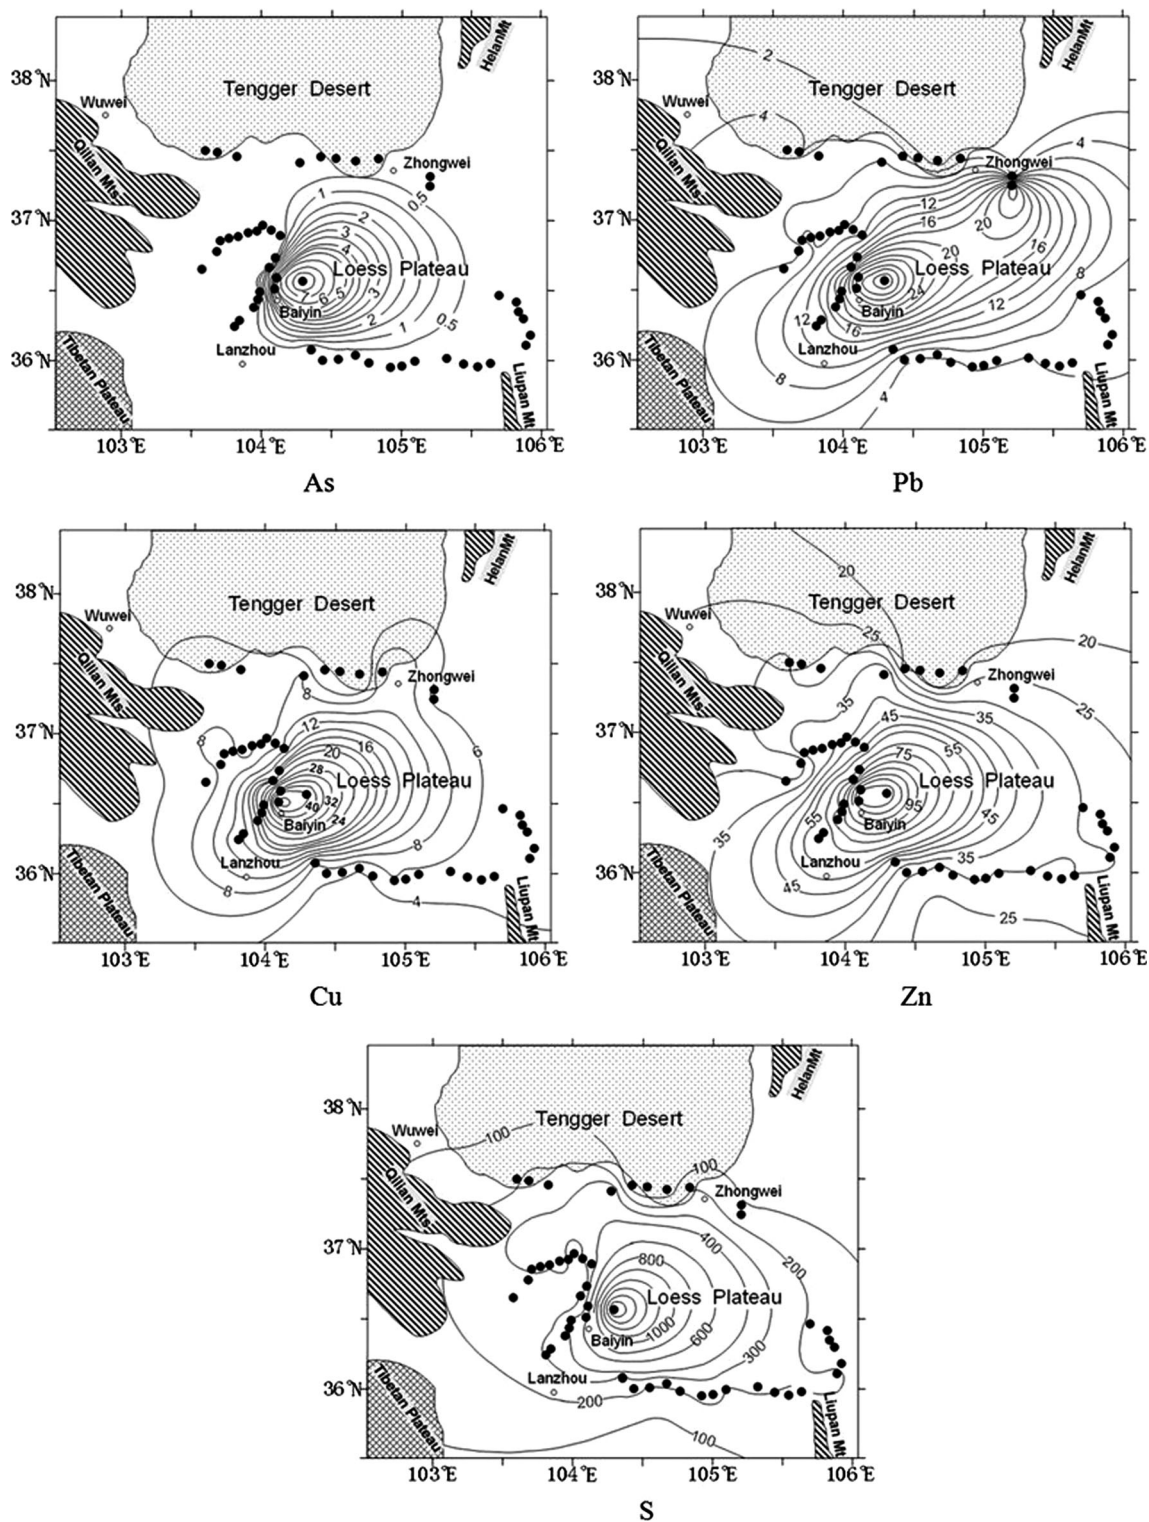 HelanMt
38°N
Tengger Desert
Wuwei
Qilian Mts.
Zhongwei
1
0.5
37°N
2
3
4
Loess Plateau
7
6
5
3
Baiyin
2
1
0.5
Lanzhou
36°N
Tibetan Plateau
Liupan Mt
103°E
104°E
105°E
106°E
As
HelanMt
2
38°N
Tengger Desert
Wuwei
4
4
Qilian Mts.
Zhongwei
12
37°N
16
20
20
16
Loess Plateau
8
24
Baiyin
12
12
16
Lanzhou
36°N
8
4
Tibetan Plateau
Liupan Mt
103°E
104°E
105°E
106°E
Pb
HelanMt
38°N
Tengger Desert
Wuwei
Qilian Mts.
Zhongwei
8
37°N
12
8
20
16
6
28
Loess Plateau
40
32
24
Baiyin
8
Lanzhou
36°N
8
4
Tibetan Plateau
Liupan Mt
103°E
104°E
105°E
106°E
Cu
HelanMt
20
38°N
Tengger Desert
Wuwei
25
20
Qilian Mts.
Zhongwei
35
45
35
25
37°N
75
55
Loess Plateau
95
55
Baiyin
45
35
Lanzhou
35
36°N
45
25
Tibetan Plateau
Liupan Mt
103°E
104°E
105°E
106°E
Zn
HelanMt
38°N
Tengger Desert
Wuwei
100
100
Qilian Mts.
Zhongwei
37°N
400
800
200
Loess Plateau
1000
600
Baiyin
300
Lanzhou
36°N
200
Tibetan Plateau
100
Liupan Mt
103°E
104°E
105°E
106°E
S